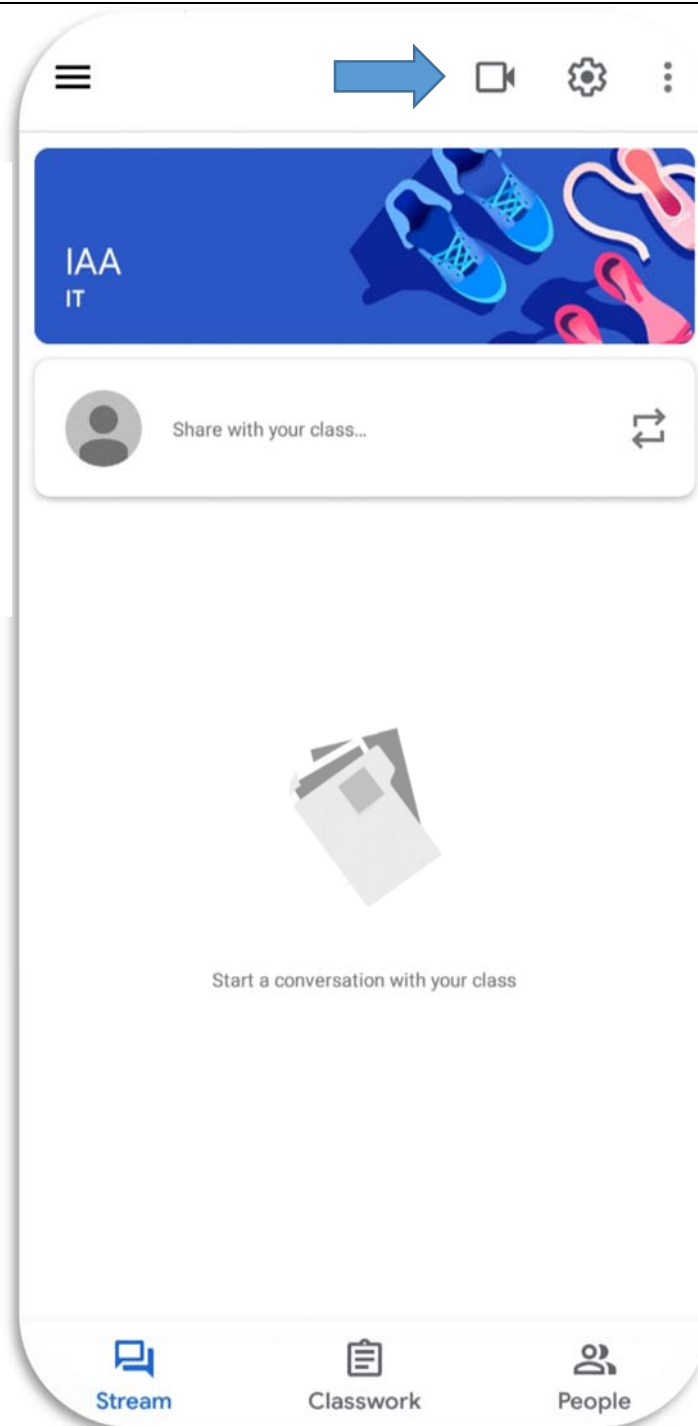 IAA
IT
Share with your class...
Start a conversation with your class
Stream
Classwork
People